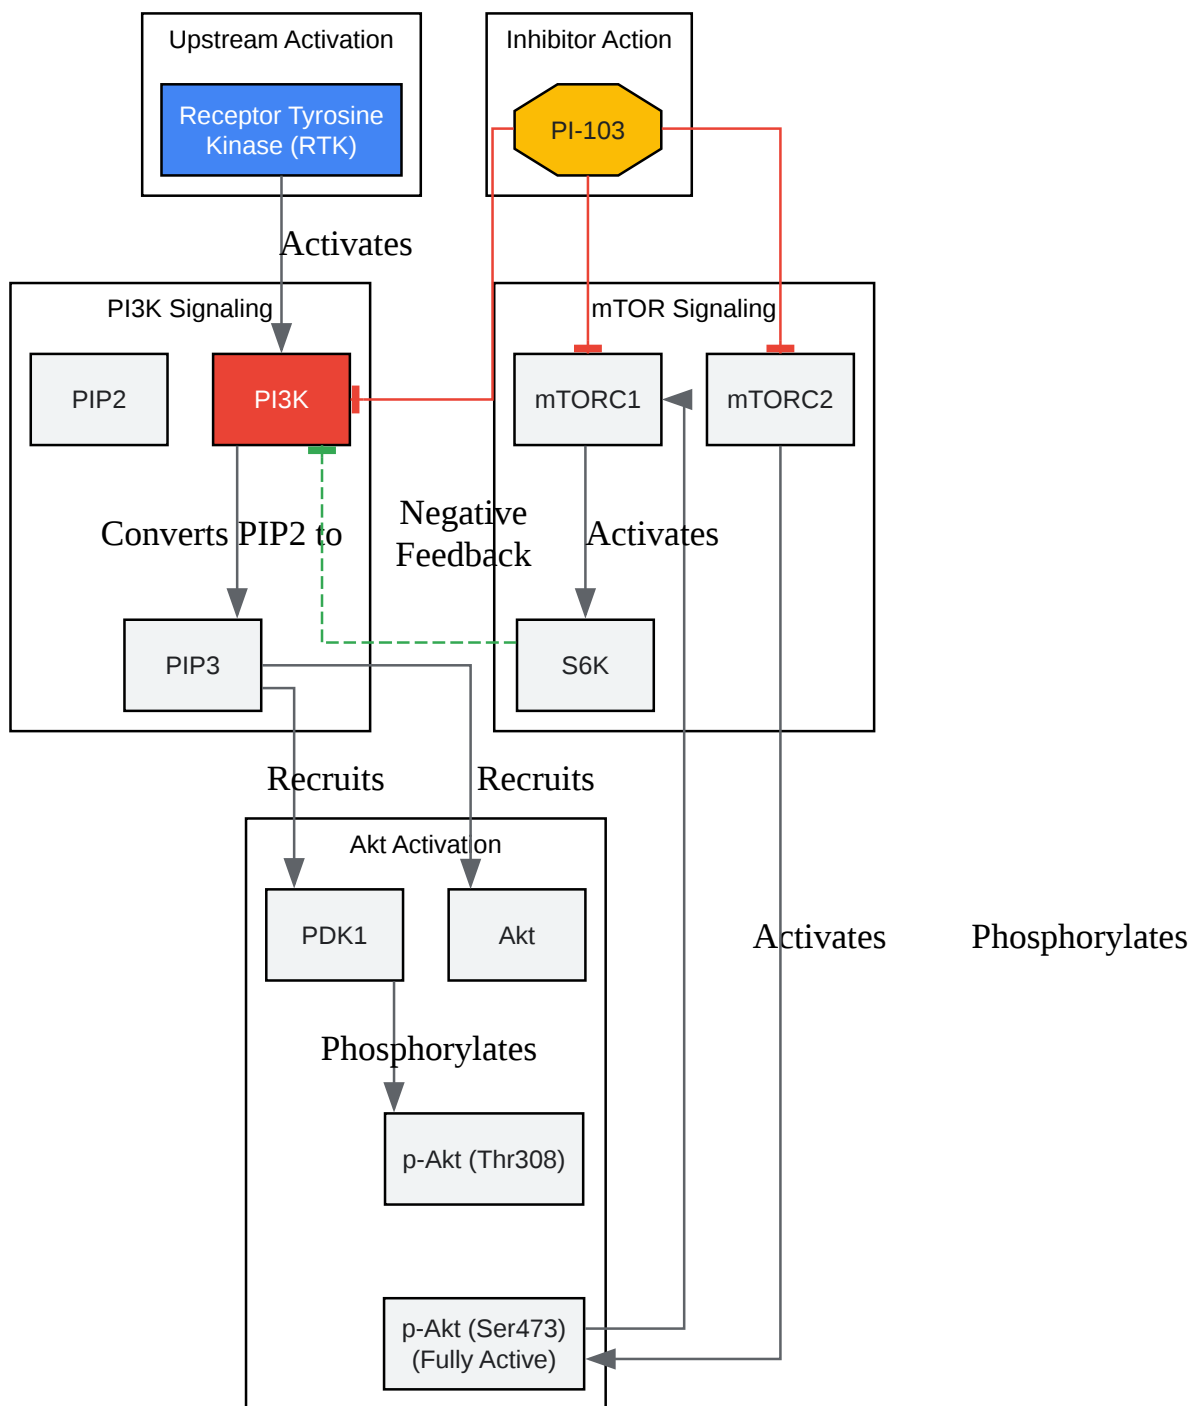 Upstream Activation
Inhibitor Action
Receptor Tyrosine
Kinase (RTK)
PI-103
Activates
PI3K Signaling
mTOR Signaling
PIP2
PI3K
mTORC1
mTORC2
Converts PIP2 to
Negative
Feedback
Activates
PIP3
S6K
Recruits
Recruits
Akt Activation
PDK1
Akt
Activates
Phosphorylates
Phosphorylates
p-Akt (Thr308)
p-Akt (Ser473)
(Fully Active)